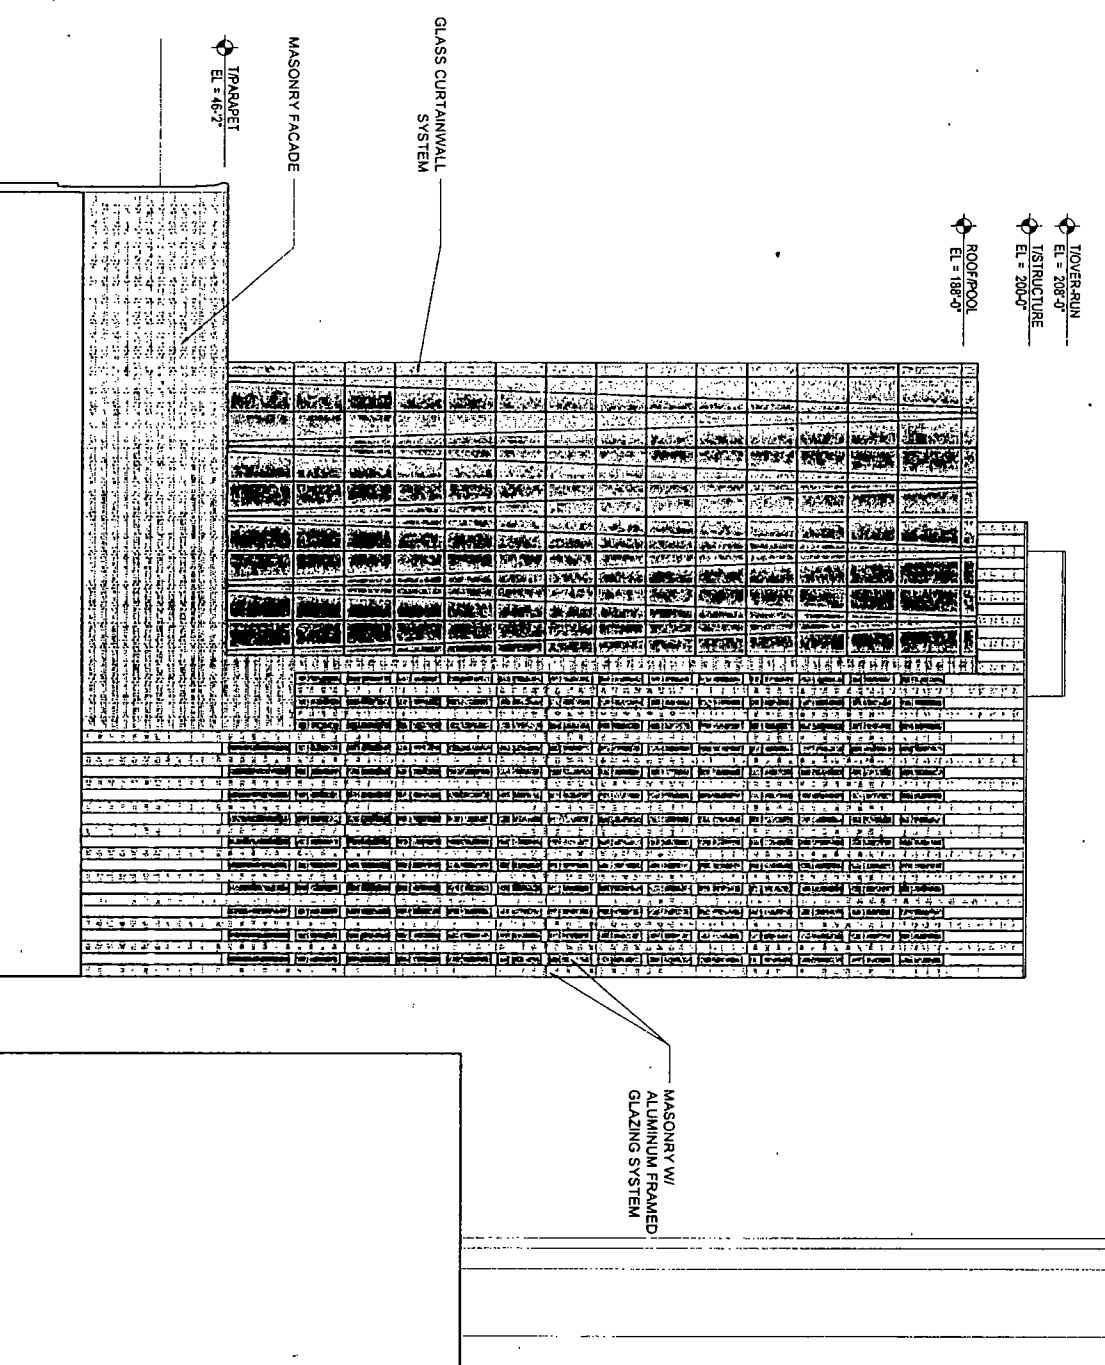 T/OVER-RUN
EL = 208'-0"
T/STRUCTURE
EL = 200-0"
ROOF/POOL
EL = 188'-0"
GLASS CURTAINWALL
SYSTEM
MASONRY FACADE
T/PARAPET
EL = 46'-2"
MASONRY W/
ALUMINUM FRAMED
GLAZING SYSTEM